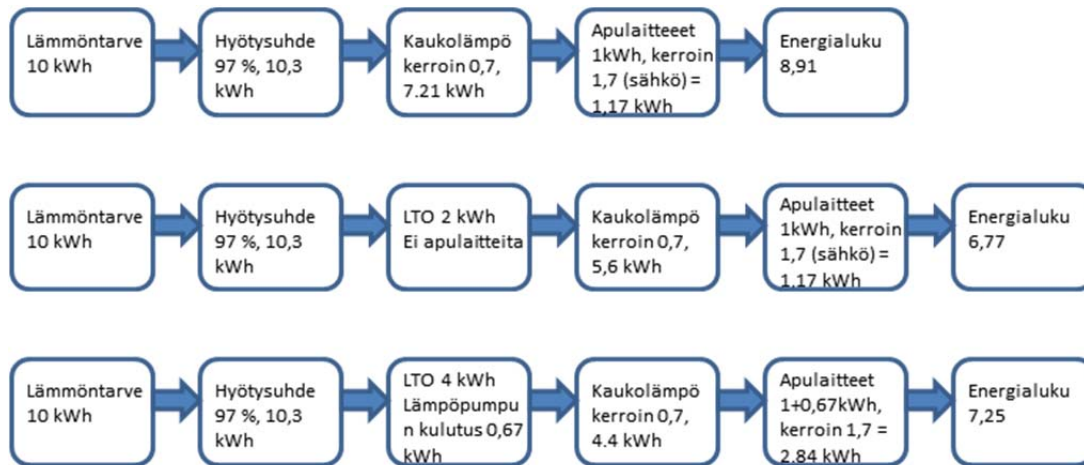 Lämmöntarve
10 kWh
Hyötysuhde
97 %, 10,3
kWh
Kaukolämpö
kerroin 0,7,
7.21 kWh
Apulaitteeet
1kWh, kerroin
1,7 (sähkö) =
1,17 kWh
Energialuku
8,91
Lämmöntarve
10 kWh
Hyötysuhde
97 %, 10,3
kWh
LTO 2 kWh
Ei apulaitteita
Kaukolämpö
kerroin 0,7,
5,6 kWh
Apulaitteet
1kWh, kerroin
1,7 (sähkö) =
1,17 kWh
Energialuku
6,77
Lämmöntarve
10 kWh
Hyötysuhde
97 %, 10,3
kWh
LTO 4 kWh
Lämpöpumpu
n kulutus 0,67
kWh
Kaukolämpö
kerroin 0,7,
4.4 kWh
Apulaitteet
1+0,67kWh,
kerroin 1,7 =
2,84 kWh
Energialuku
7,25